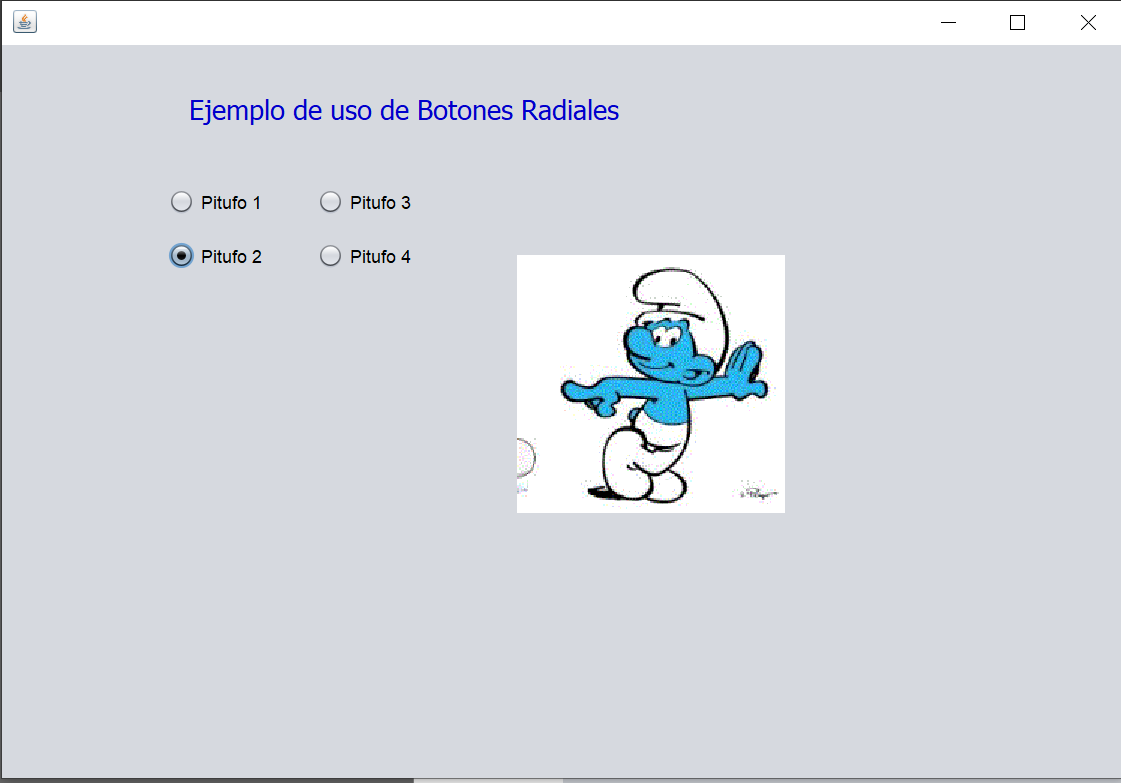 Ejemplo de uso de Botones Radiales
Pitufo 1
Pitufo 3
Pitufo 2
Pitufo 4